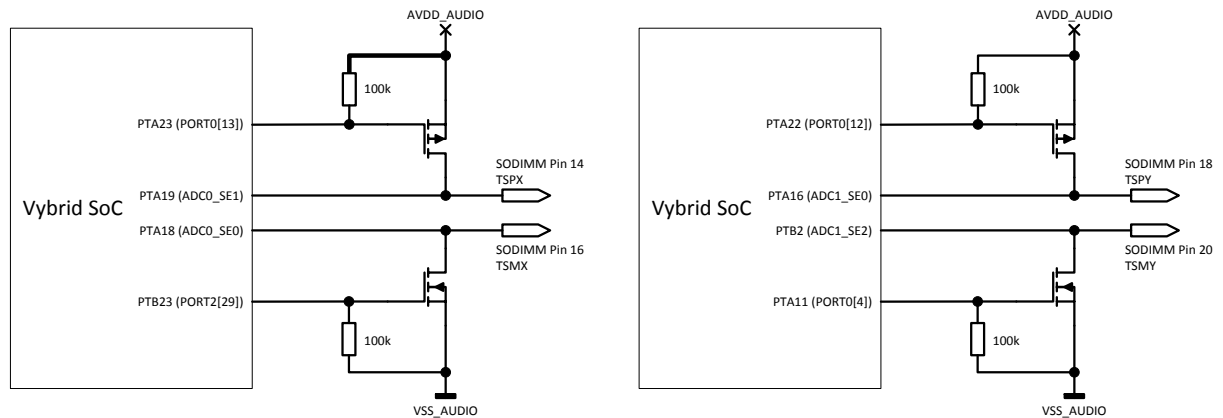 AVDD_AUDIO
100k
PTA23 (PORT0[13])
SODIMM Pin 14
TSPX
PTA19 (ADC0_SE1)
Vybrid SoC
PTA18 (ADC0_SE0)
SODIMM Pin 16
TSMX
PTB23 (PORT2[29])
100k
VSS_AUDIO
AVDD_AUDIO
100k
PTA22 (PORT0[12])
SODIMM Pin 18
TSPY
PTA16 (ADC1_SE0)
Vybrid SoC
PTB2 (ADC1_SE2)
SODIMM Pin 20
TSMY
PTA11 (PORT0[4])
100k
VSS_AUDIO